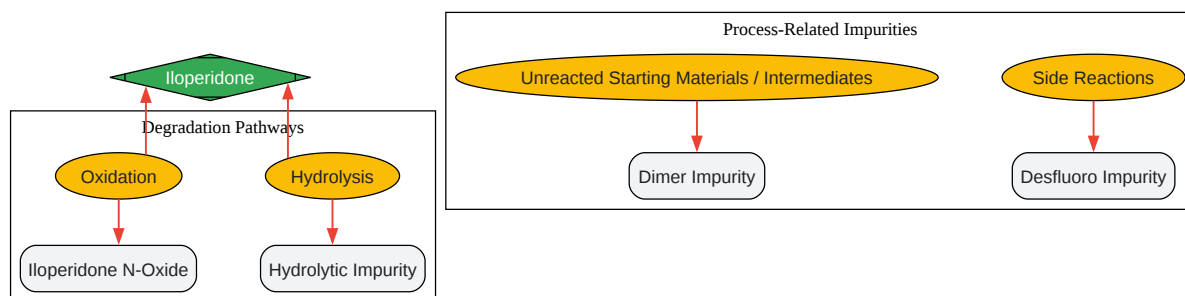 Process-Related Impurities
Iloperidone
Unreacted Starting Materials / Intermediates
Side Reactions
Degradation Pathways
Oxidation
Hydrolysis
Dimer Impurity
Desfluoro Impurity
Iloperidone N-Oxide
Hydrolytic Impurity